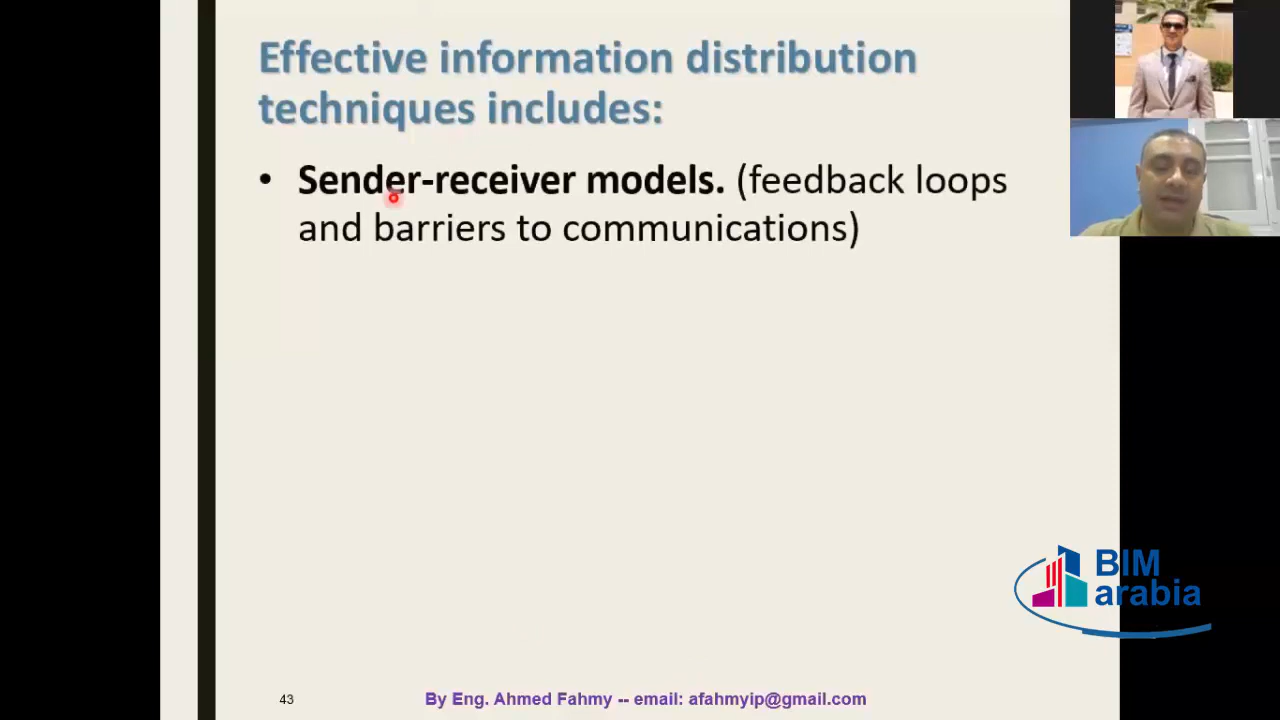 Effective information distribution
techniques includes:
• Sender-receiver models. (feedback loops
and barriers to communications)
BIM
arabia
43
By Eng. Ahmed Fahmy -- email: afahmyip@gmail.com